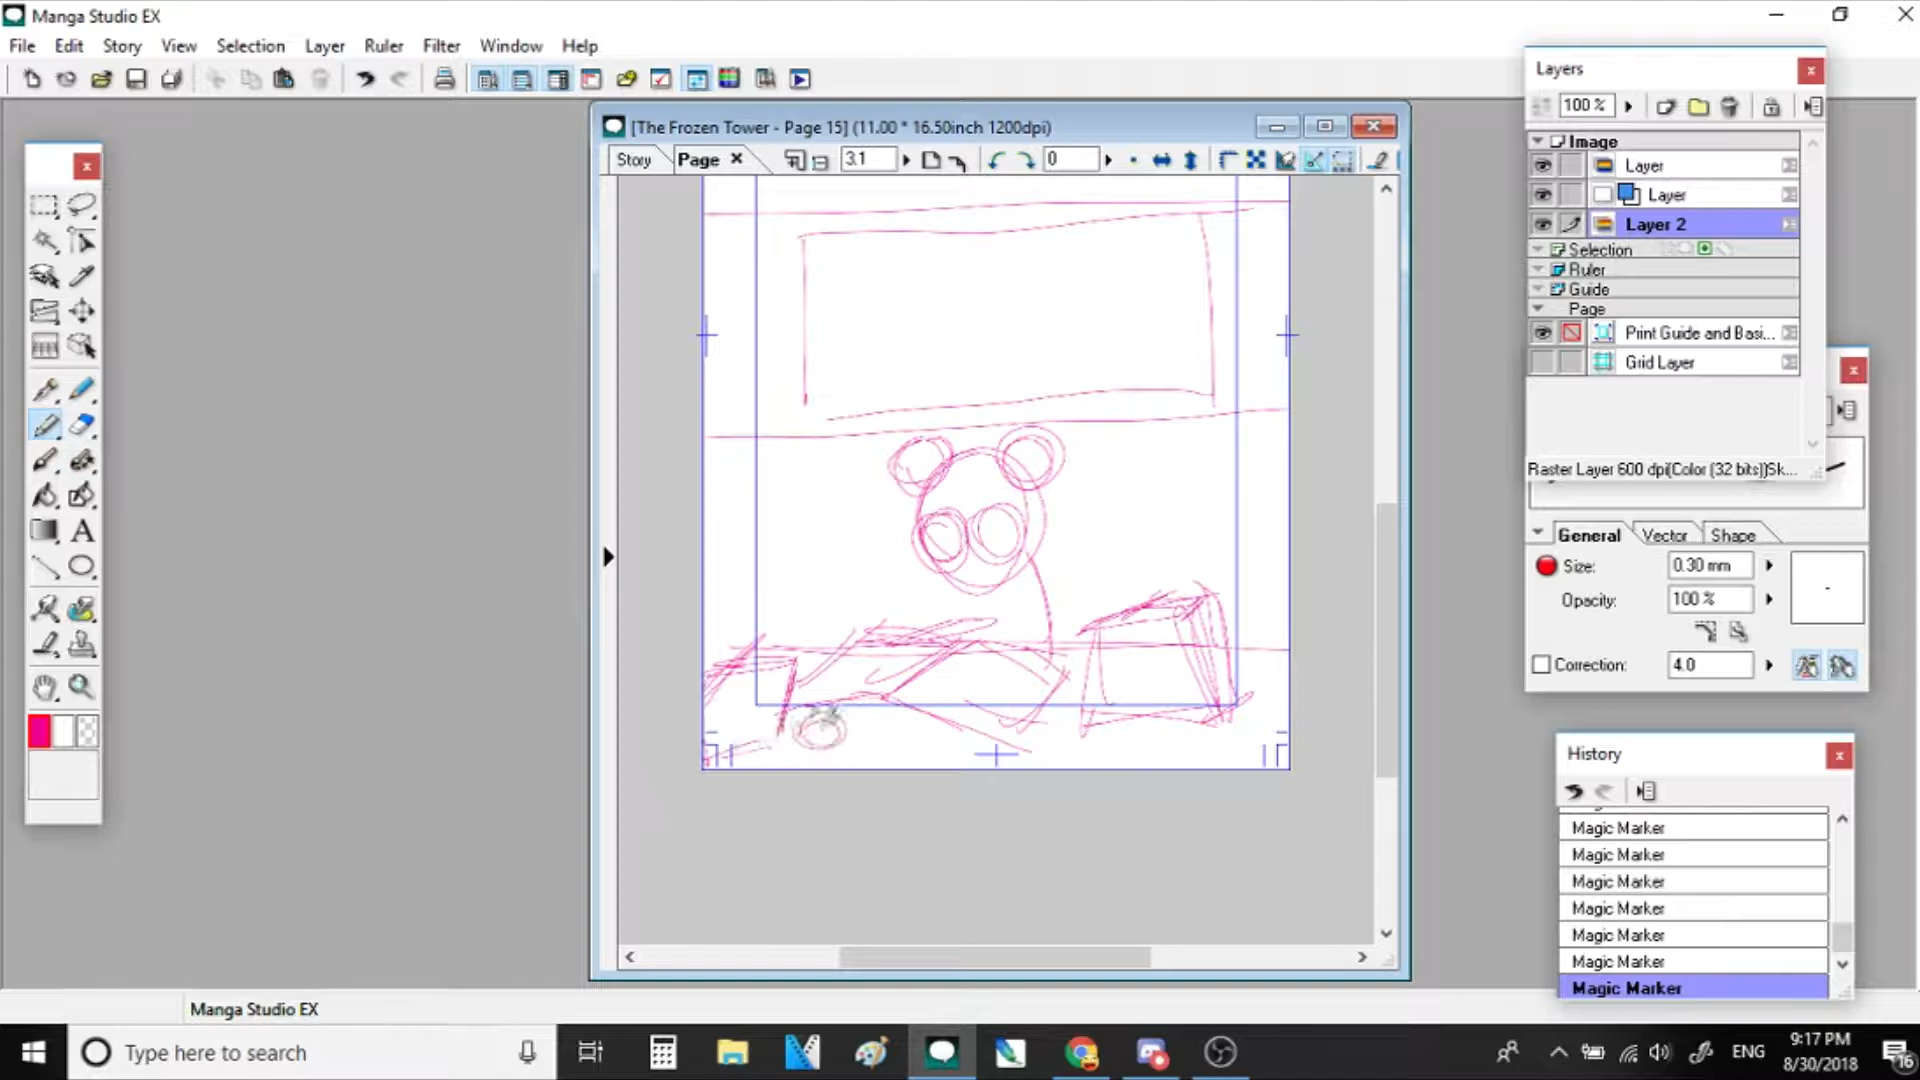 Manga Studio EX
File Edit Story View Selection Layer Ruler Filter Window Help
[The Frozen Tower - Page 15] (11.00 * 16.50inch 1200dpi)
Story Page 3.1 0
A
Layers
100 %
Image
Layer
Layer
Layer 2
Selection
Ruler
Guide
Page
Print Guide and Basi...
Grid Layer
Raster Layer 600 dpi(Color (32 bits))Sk...
General Vector Shape
Size: 0.30 mm
Opacity: 100 %
Correction: 4.0
History
Magic Marker
Magic Marker
Magic Marker
Magic Marker
Magic Marker
Magic Marker
Magic Marker
Manga Studio EX
Type here to search
ENG
9:17 PM
8/30/2018
16